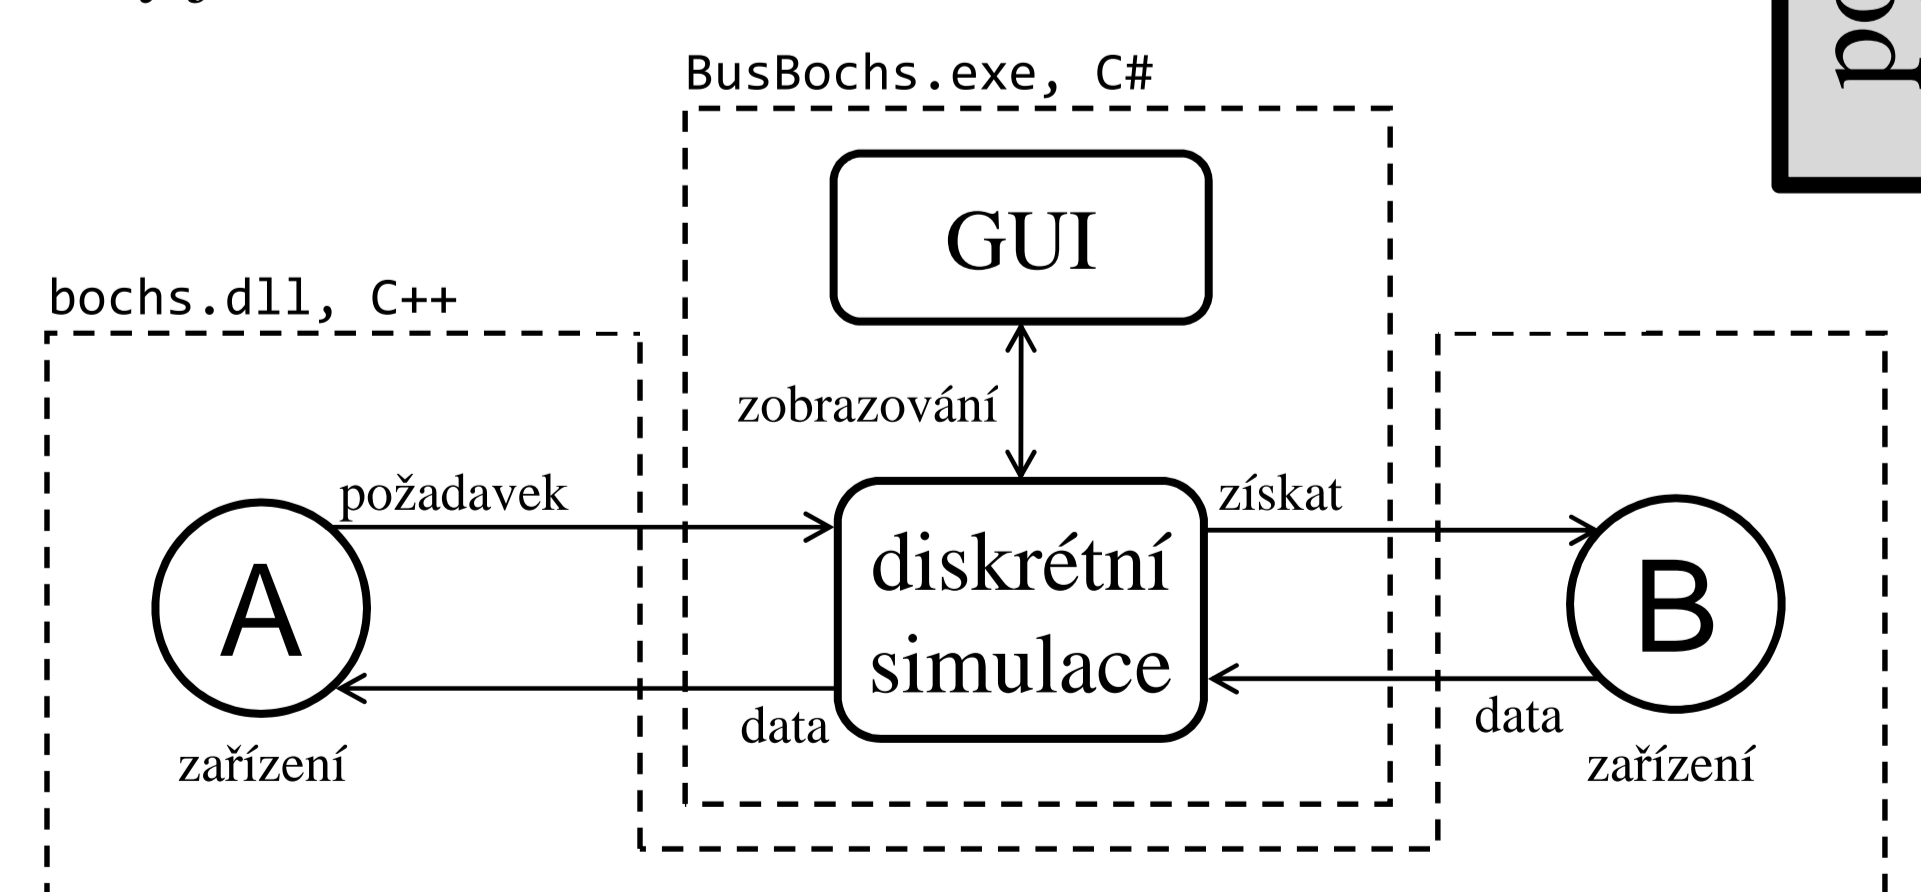 BusBochs.exe, C#
GUI
bochs.dll, C++
zobrazování
požadavek
získat
A
diskrétní
simulace
B
data
data
zařízení
zařízení